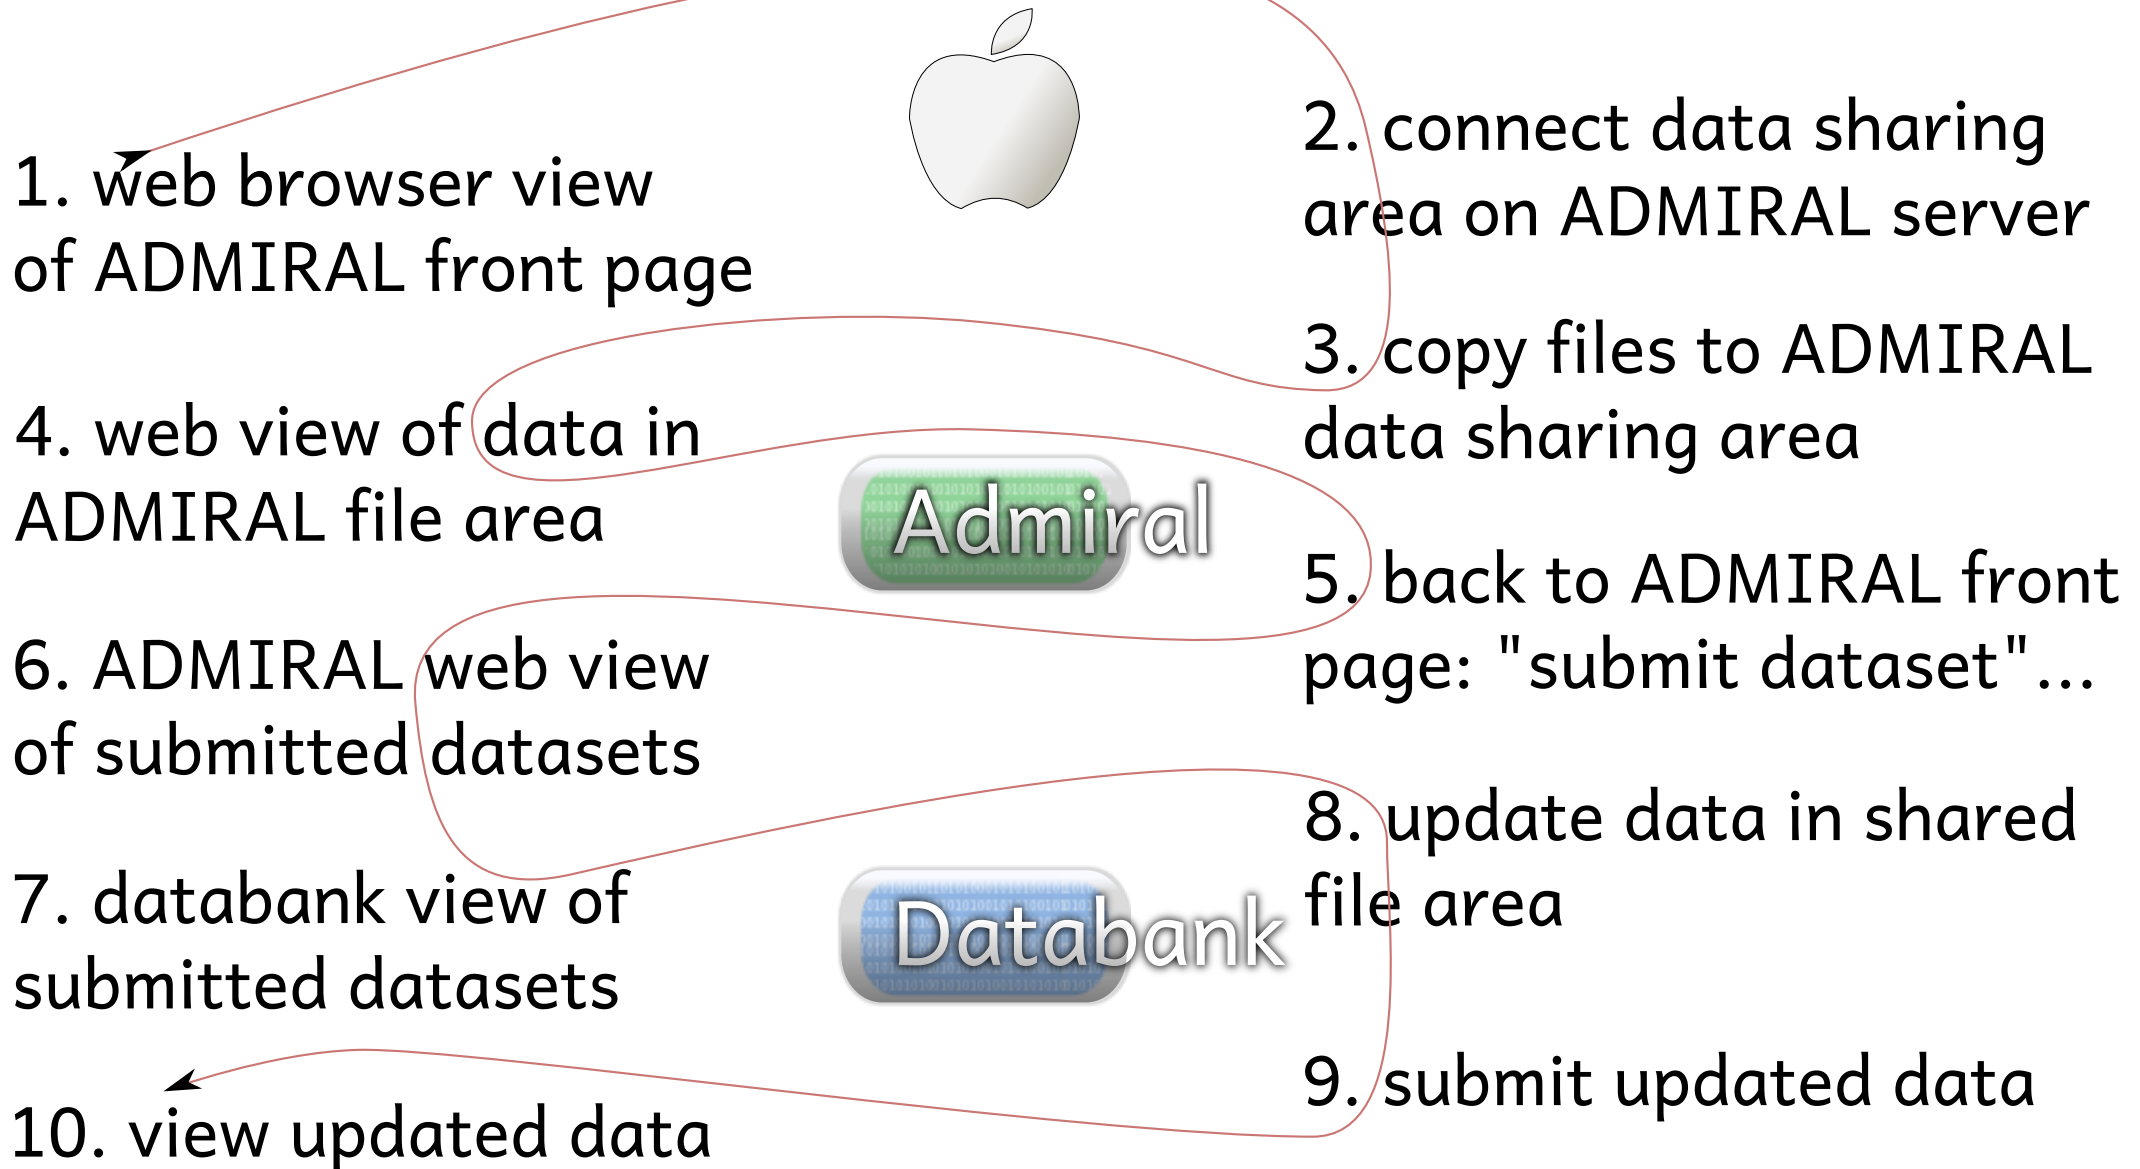 1. web browser view
of ADMIRAL front page
2. connect data sharing
area on ADMIRAL server
3. copy files to ADMIRAL
data sharing area
4. web view of data in
ADMIRAL file area
Admiral
5. back to ADMIRAL front
page: "submit dataset"...
6. ADMIRAL web view
of submitted datasets
7. databank view of
submitted datasets
Databank
8. update data in shared
file area
9. submit updated data
10. view updated data